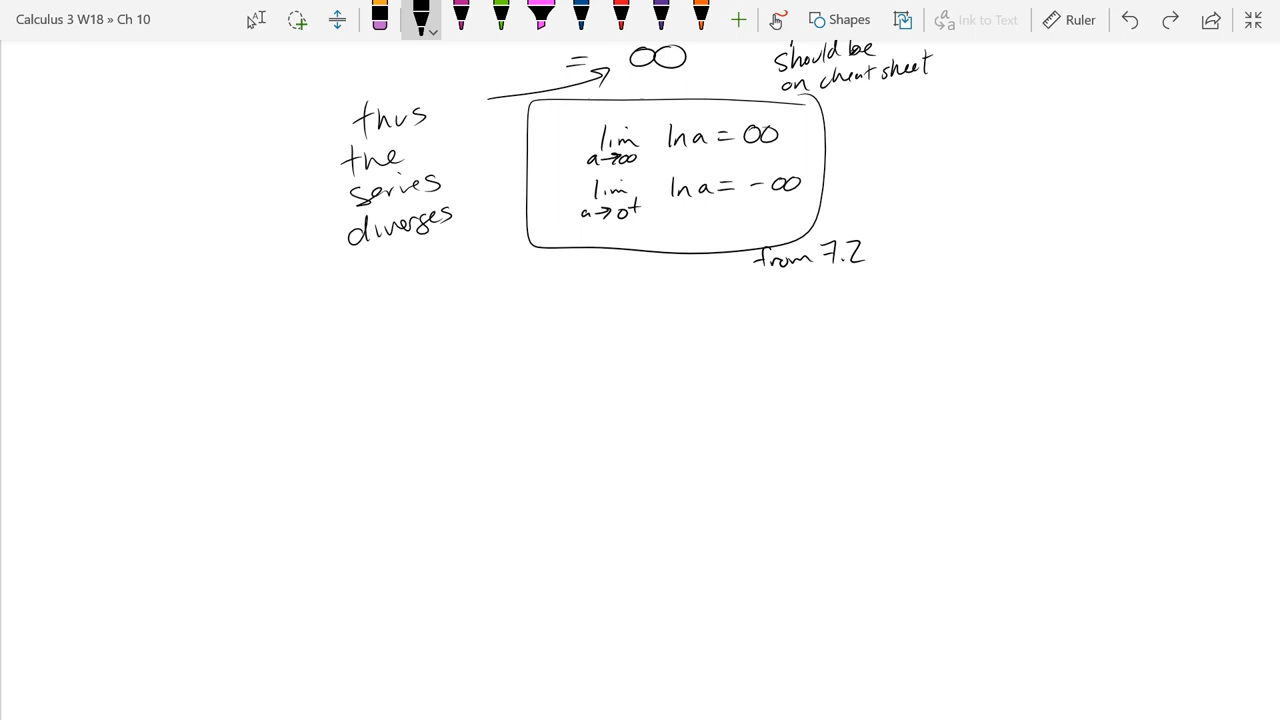 Calculus 3 W18 » Ch 10
Shapes
Ink to Text
Ruler
= ∞
should be
on cheat sheet
thus
the
series
diverges
lim ln a = ∞
a→∞
lim ln a = -∞
a→0⁺
from 7.2